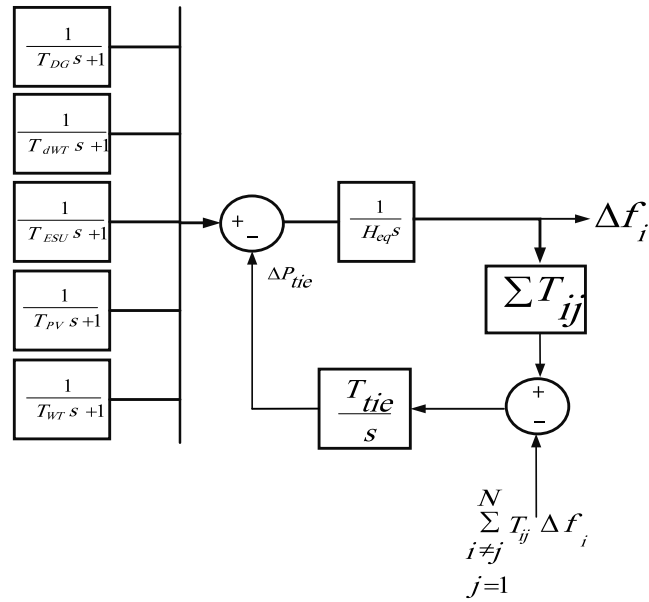 1
T_DG s +1
1
T_dWT s +1
1
T_ESU s +1
1
T_PV s +1
1
T_WT s +1
+
−
ΔP_tie
1
H_eq s
Δf_i
∑T_ij
T_tie
s
+
−
N
∑ T_ij Δf_i
i≠j
j=1